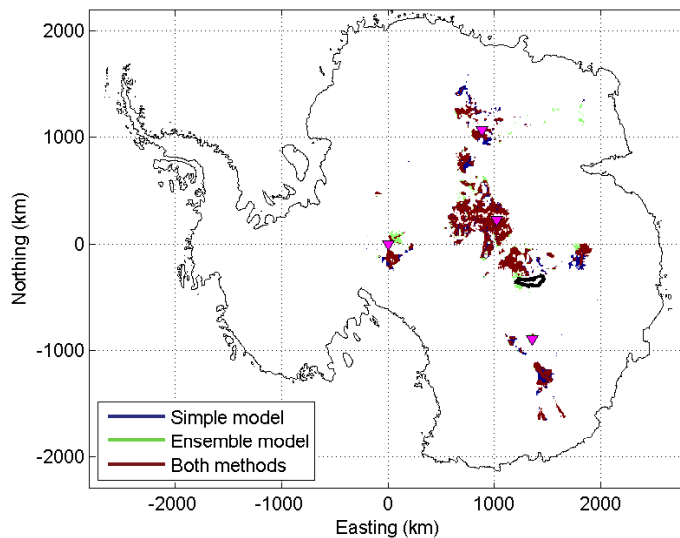 2000
1000
0
-1000
-2000
Northing (km)
Simple model
Ensemble model
Both methods
-2000
-1000
0
1000
2000
Easting (km)